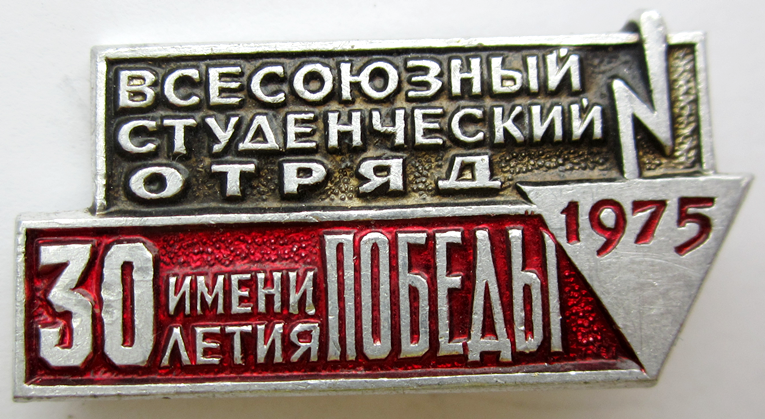 ВСЕСОЮЗНЫЙ
СТУДЕНЧЕСКИЙ
ОТРЯД
1975
30 ИМЕНИ ЛЕТИЯ ПОБЕДЫ